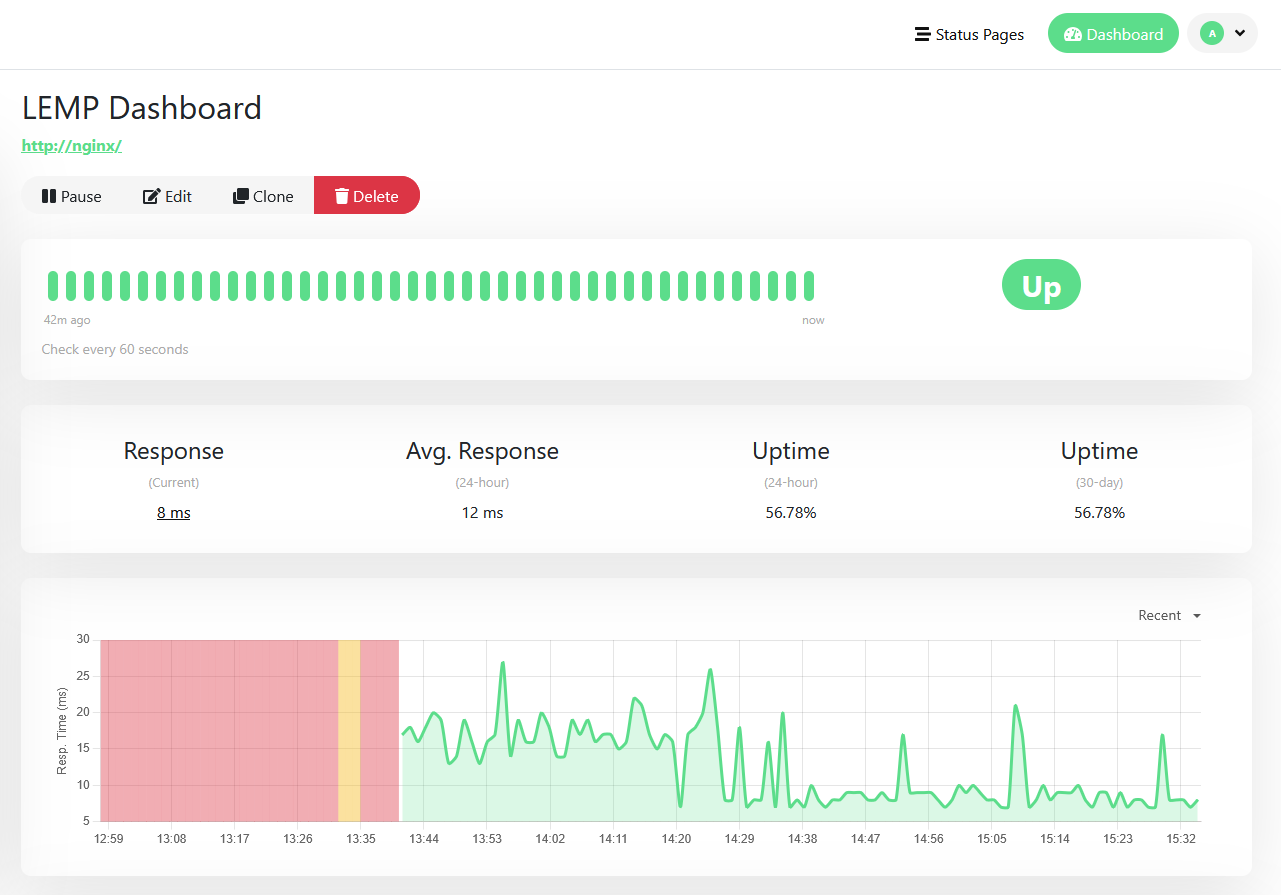 Status Pages
Dashboard
A
LEMP Dashboard
http://nginx/
Pause
Edit
Clone
Delete
Up
42m ago
now
Check every 60 seconds
Response
(Current)
8 ms
Avg. Response
(24-hour)
12 ms
Uptime
(24-hour)
56.78%
Uptime
(30-day)
56.78%
Recent
Resp. Time (ms)
30
25
20
15
10
5
12:59 13:08 13:17 13:26 13:35 13:44 13:53 14:02 14:11 14:20 14:29 14:38 14:47 14:56 15:05 15:14 15:23 15:32